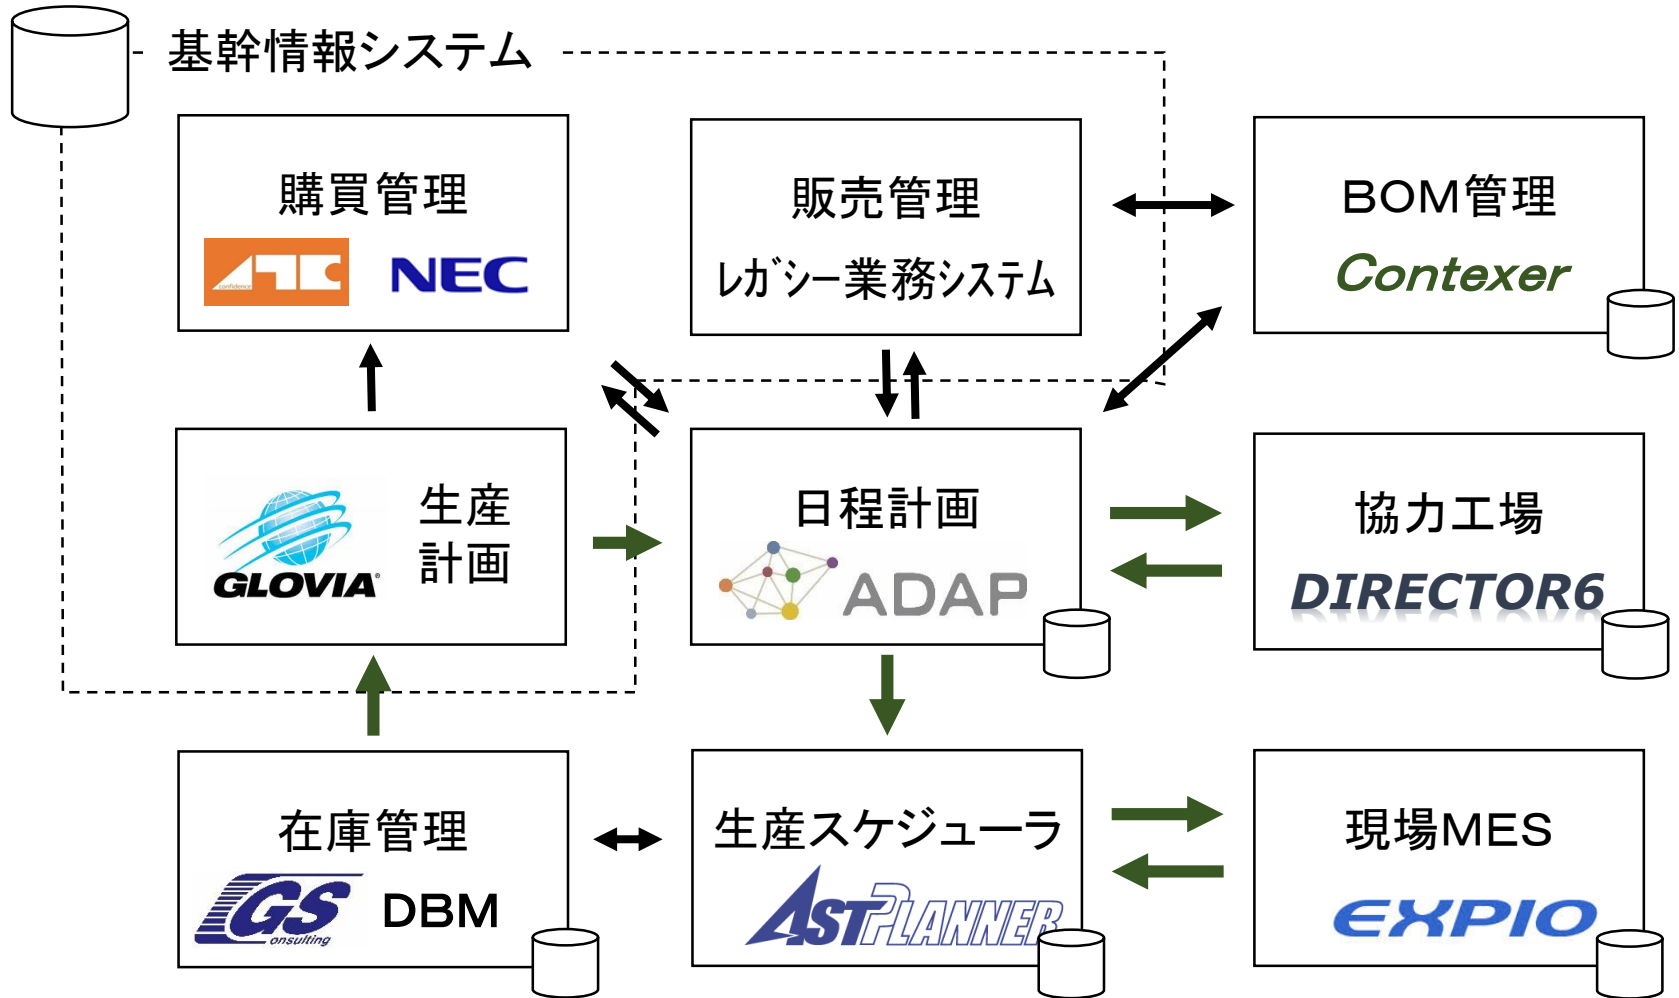 基幹情報システム
購買管理
ATC
confidence
NEC
販売管理
レガシー業務システム
BOM管理
Contexer
GLOVIA®
生産
計画
日程計画
ADAP
協力工場
DIRECTOR6
在庫管理
GS
onsulting
DBM
生産スケジューラ
ASTPLANNER
現場MES
EXPIO